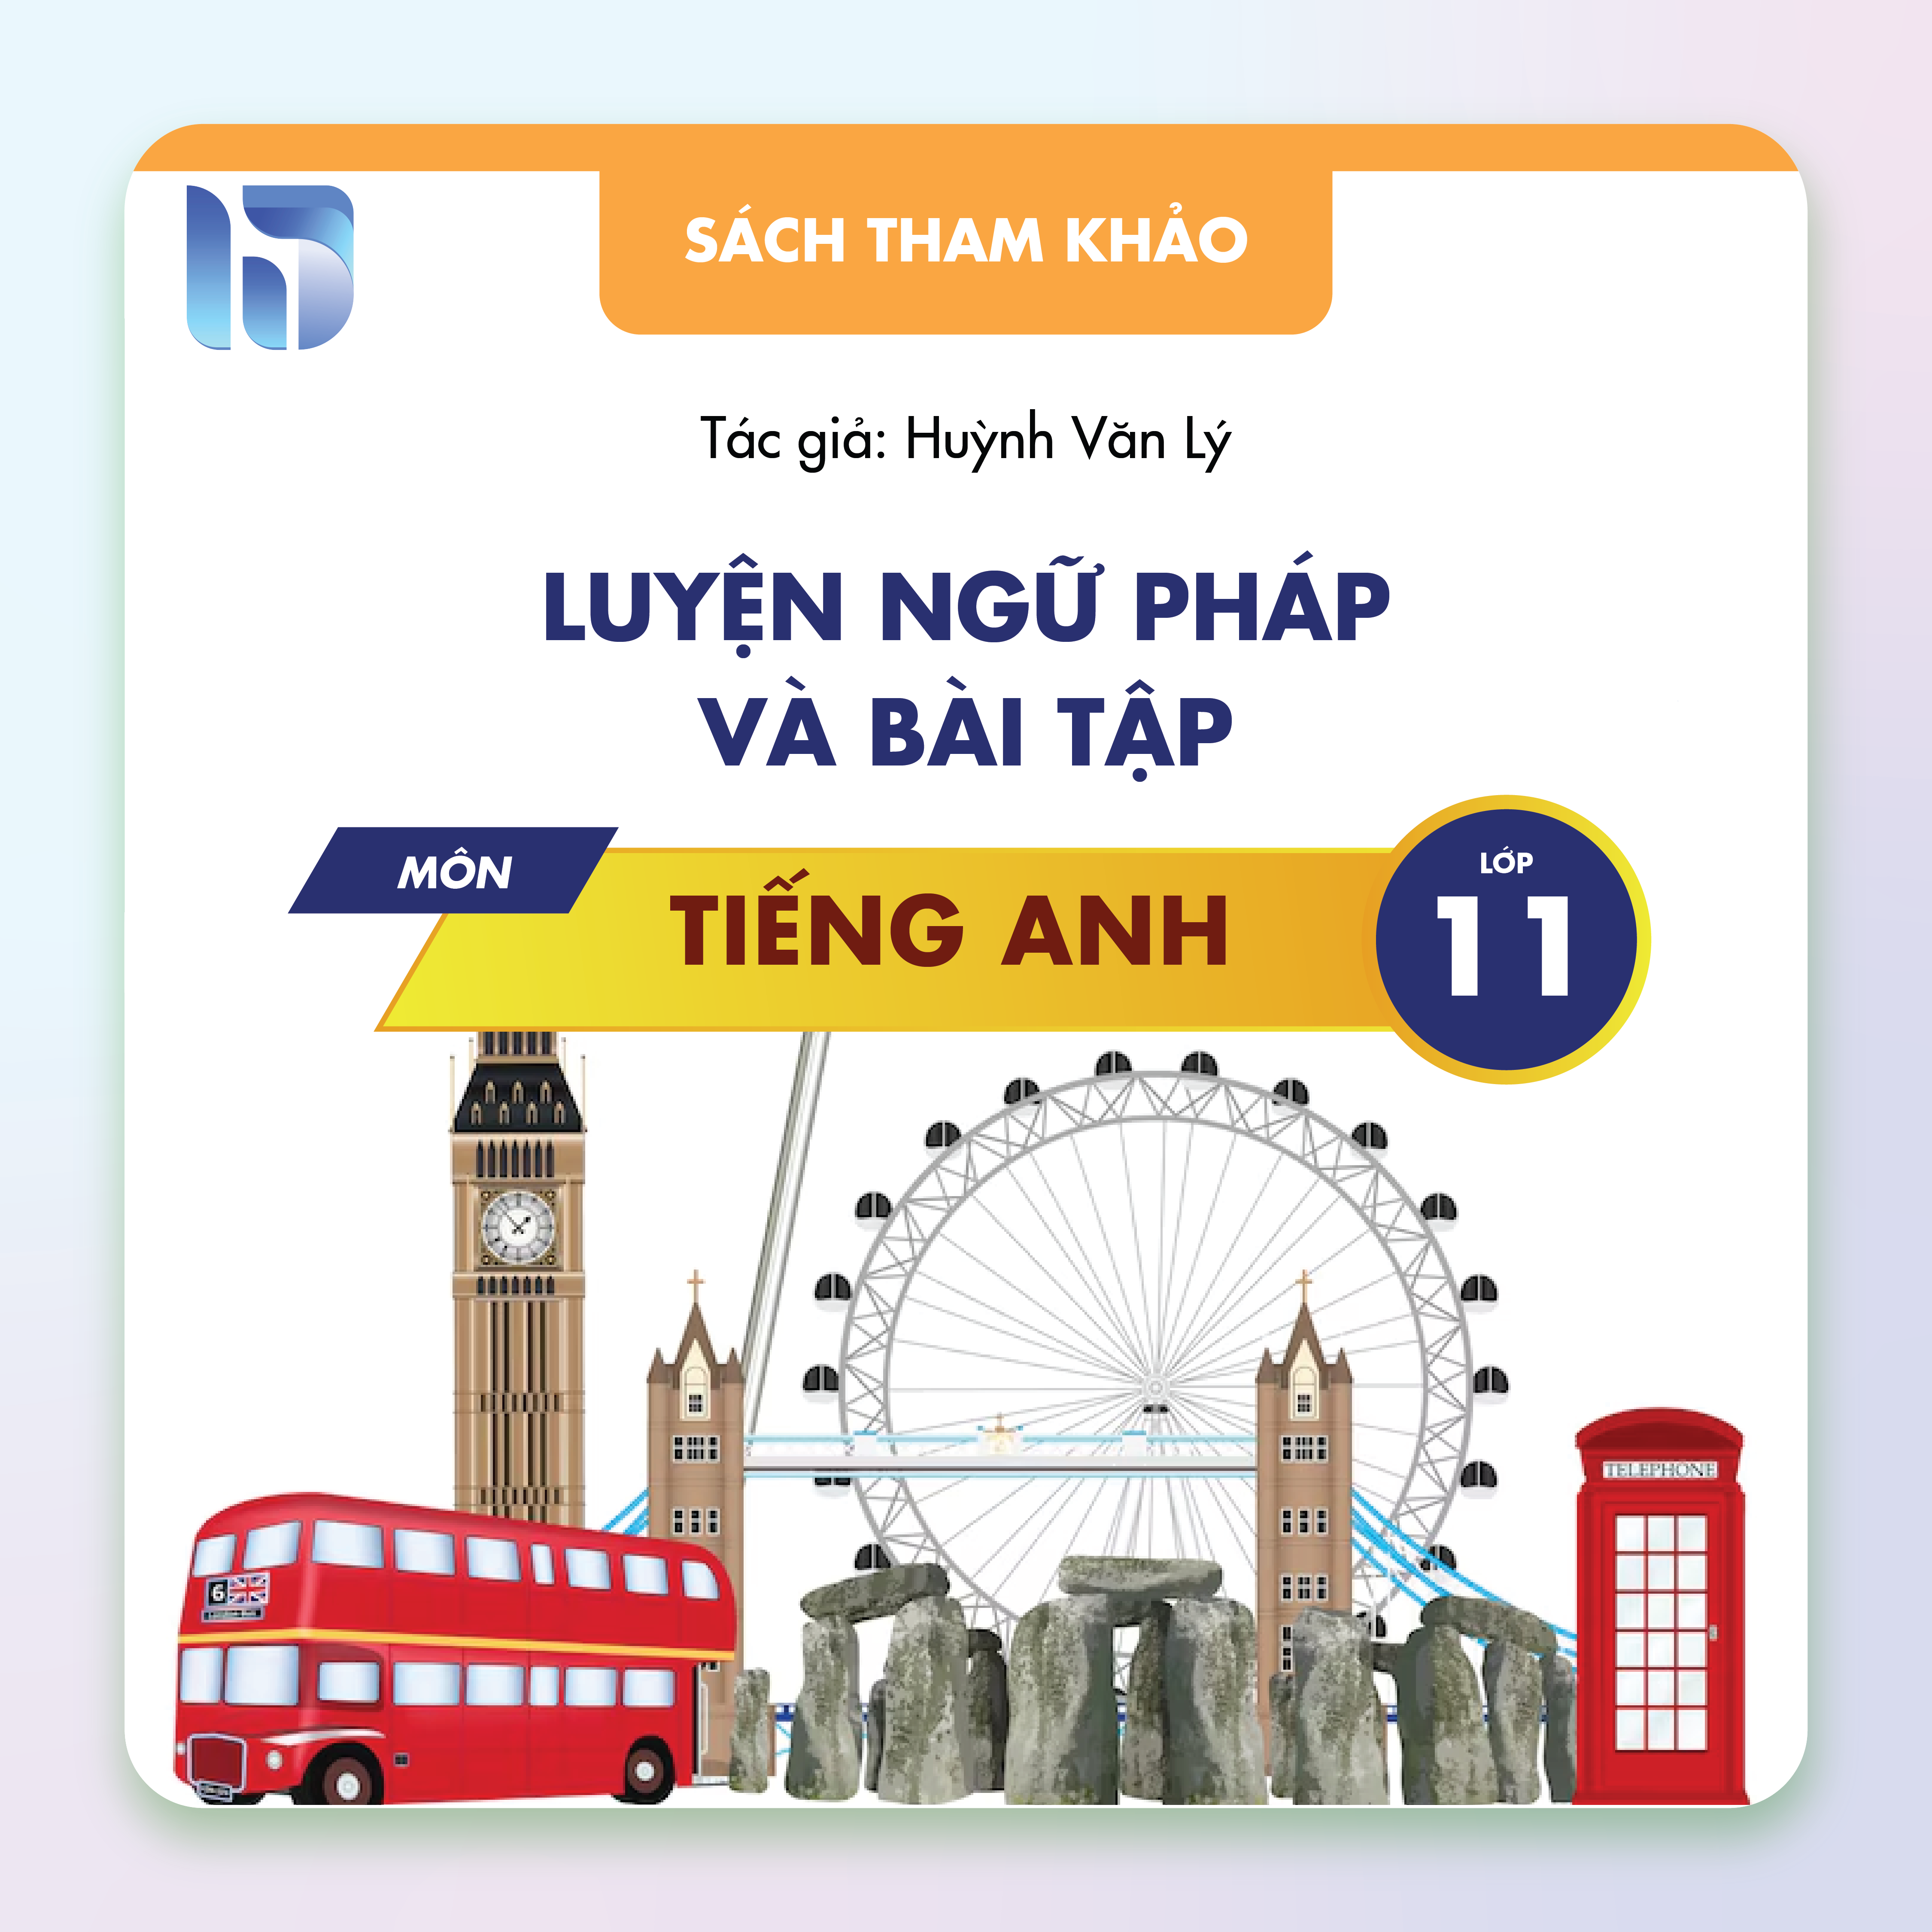 SÁCH THAM KHẢO
Tác giả: Huỳnh Văn Lý
LUYỆN NGỮ PHÁP
VÀ BÀI TẬP
MÔN
TIẾNG ANH
LỚP
11
TELEPHONE
6